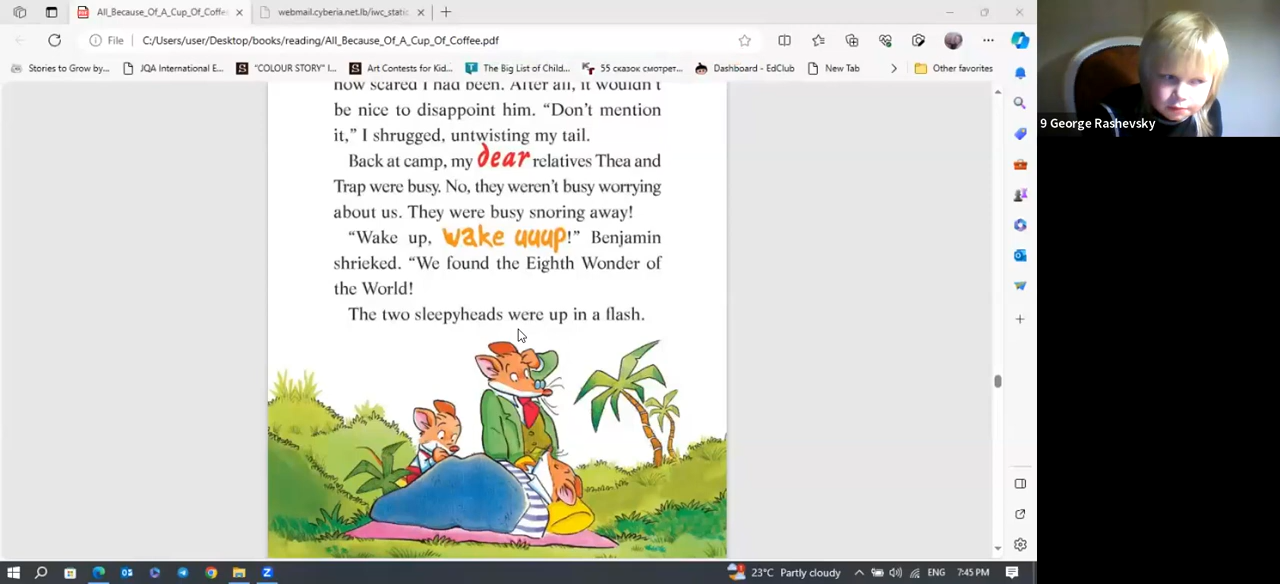 All_Because_Of_A_Cup_Of_Coffe
webmail.cyberia.net.lb/iwc_static
File
C:/Users/user/Desktop/books/reading/All_Because_Of_A_Cup_Of_Coffee.pdf
Stories to Grow by...
JQA International E...
"COLOUR STORY" I...
Art Contests for Kid...
The Big List of Child...
55 сказок смотрет...
Dashboard - EdClub
New Tab
Other favorites
how scared I had been. After all, it wouldn't
be nice to disappoint him. "Don't mention
it," I shrugged, untwisting my tail.
Back at camp, my dear relatives Thea and
Trap were busy. No, they weren't busy worrying
about us. They were busy snoring away!
"Wake up, wake uuup!" Benjamin
shrieked. "We found the Eighth Wonder of
the World!
The two sleepyheads were up in a flash.
9 George Rashevsky
23°C Partly cloudy
ENG
7:45 PM